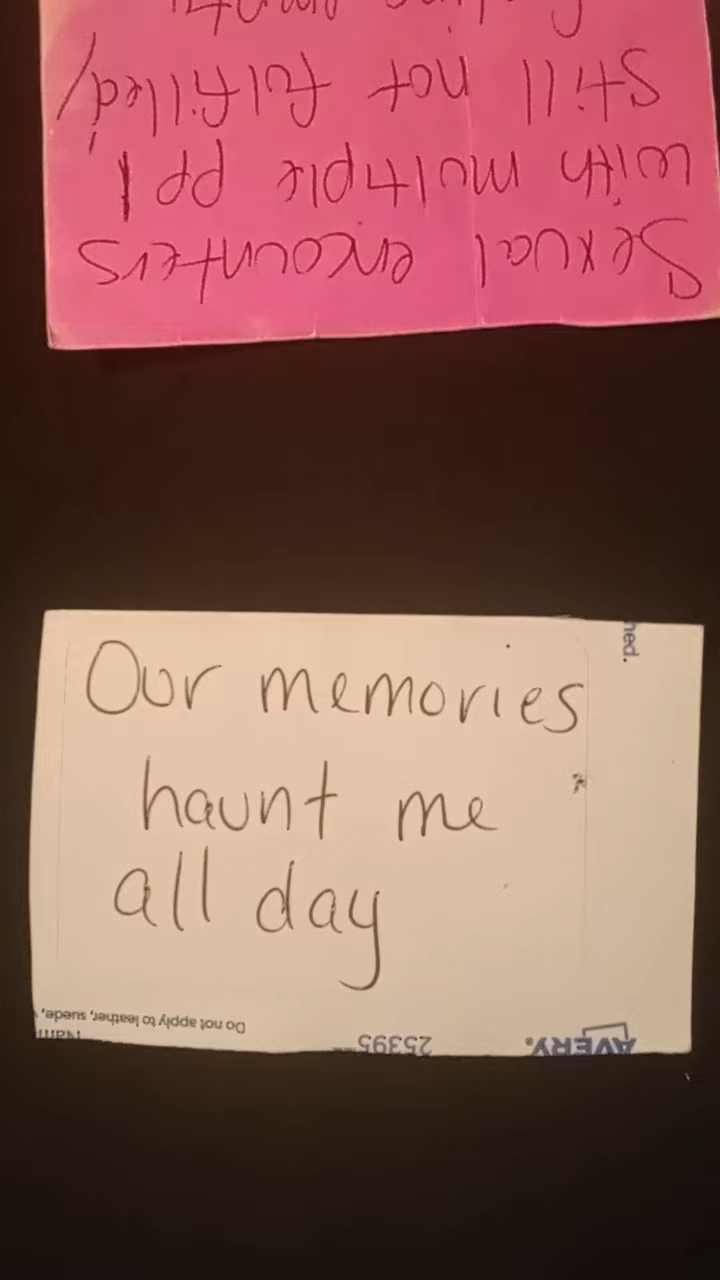 Sexual encounters
with multiple ppl,
still not fulfilled,
Our memories
haunt me
all day
ned.
AVERY.
25395
Do not apply to leather, suede,